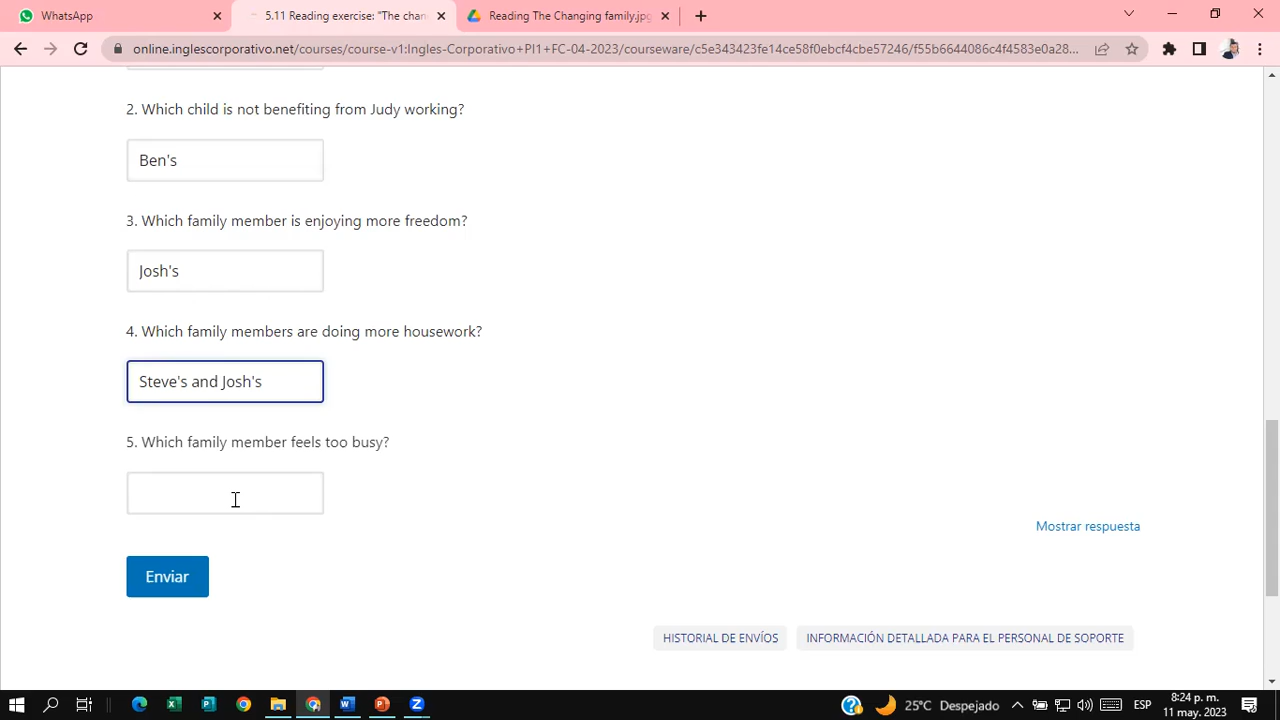 WhatsApp
5.11 Reading exercise: "The chan
Reading The Changing family.jpg
online.inglescorporativo.net/courses/course-v1:Ingles-Corporativo+PI1+FC-04-2023/courseware/c5e343423fe14ce58f0ebcf4cbe57246/f55b6644086c4f4583e0a28...
2. Which child is not benefiting from Judy working?
Ben's
3. Which family member is enjoying more freedom?
Josh's
4. Which family members are doing more housework?
Steve's and Josh's
5. Which family member feels too busy?
Mostrar respuesta
Enviar
HISTORIAL DE ENVÍOS
INFORMACIÓN DETALLADA PARA EL PERSONAL DE SOPORTE
25°C Despejado
ESP
8:24 p. m.
11 may. 2023